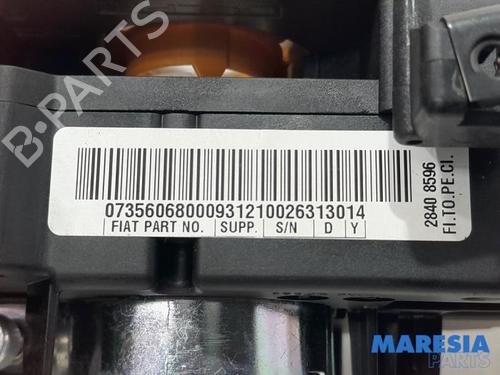 B-PARTS
07356068000931210026313014
FIAT PART NO. SUPP. S/N D Y
2840 8596
FI.TO.PE.CI.
MARESIA
PARTS